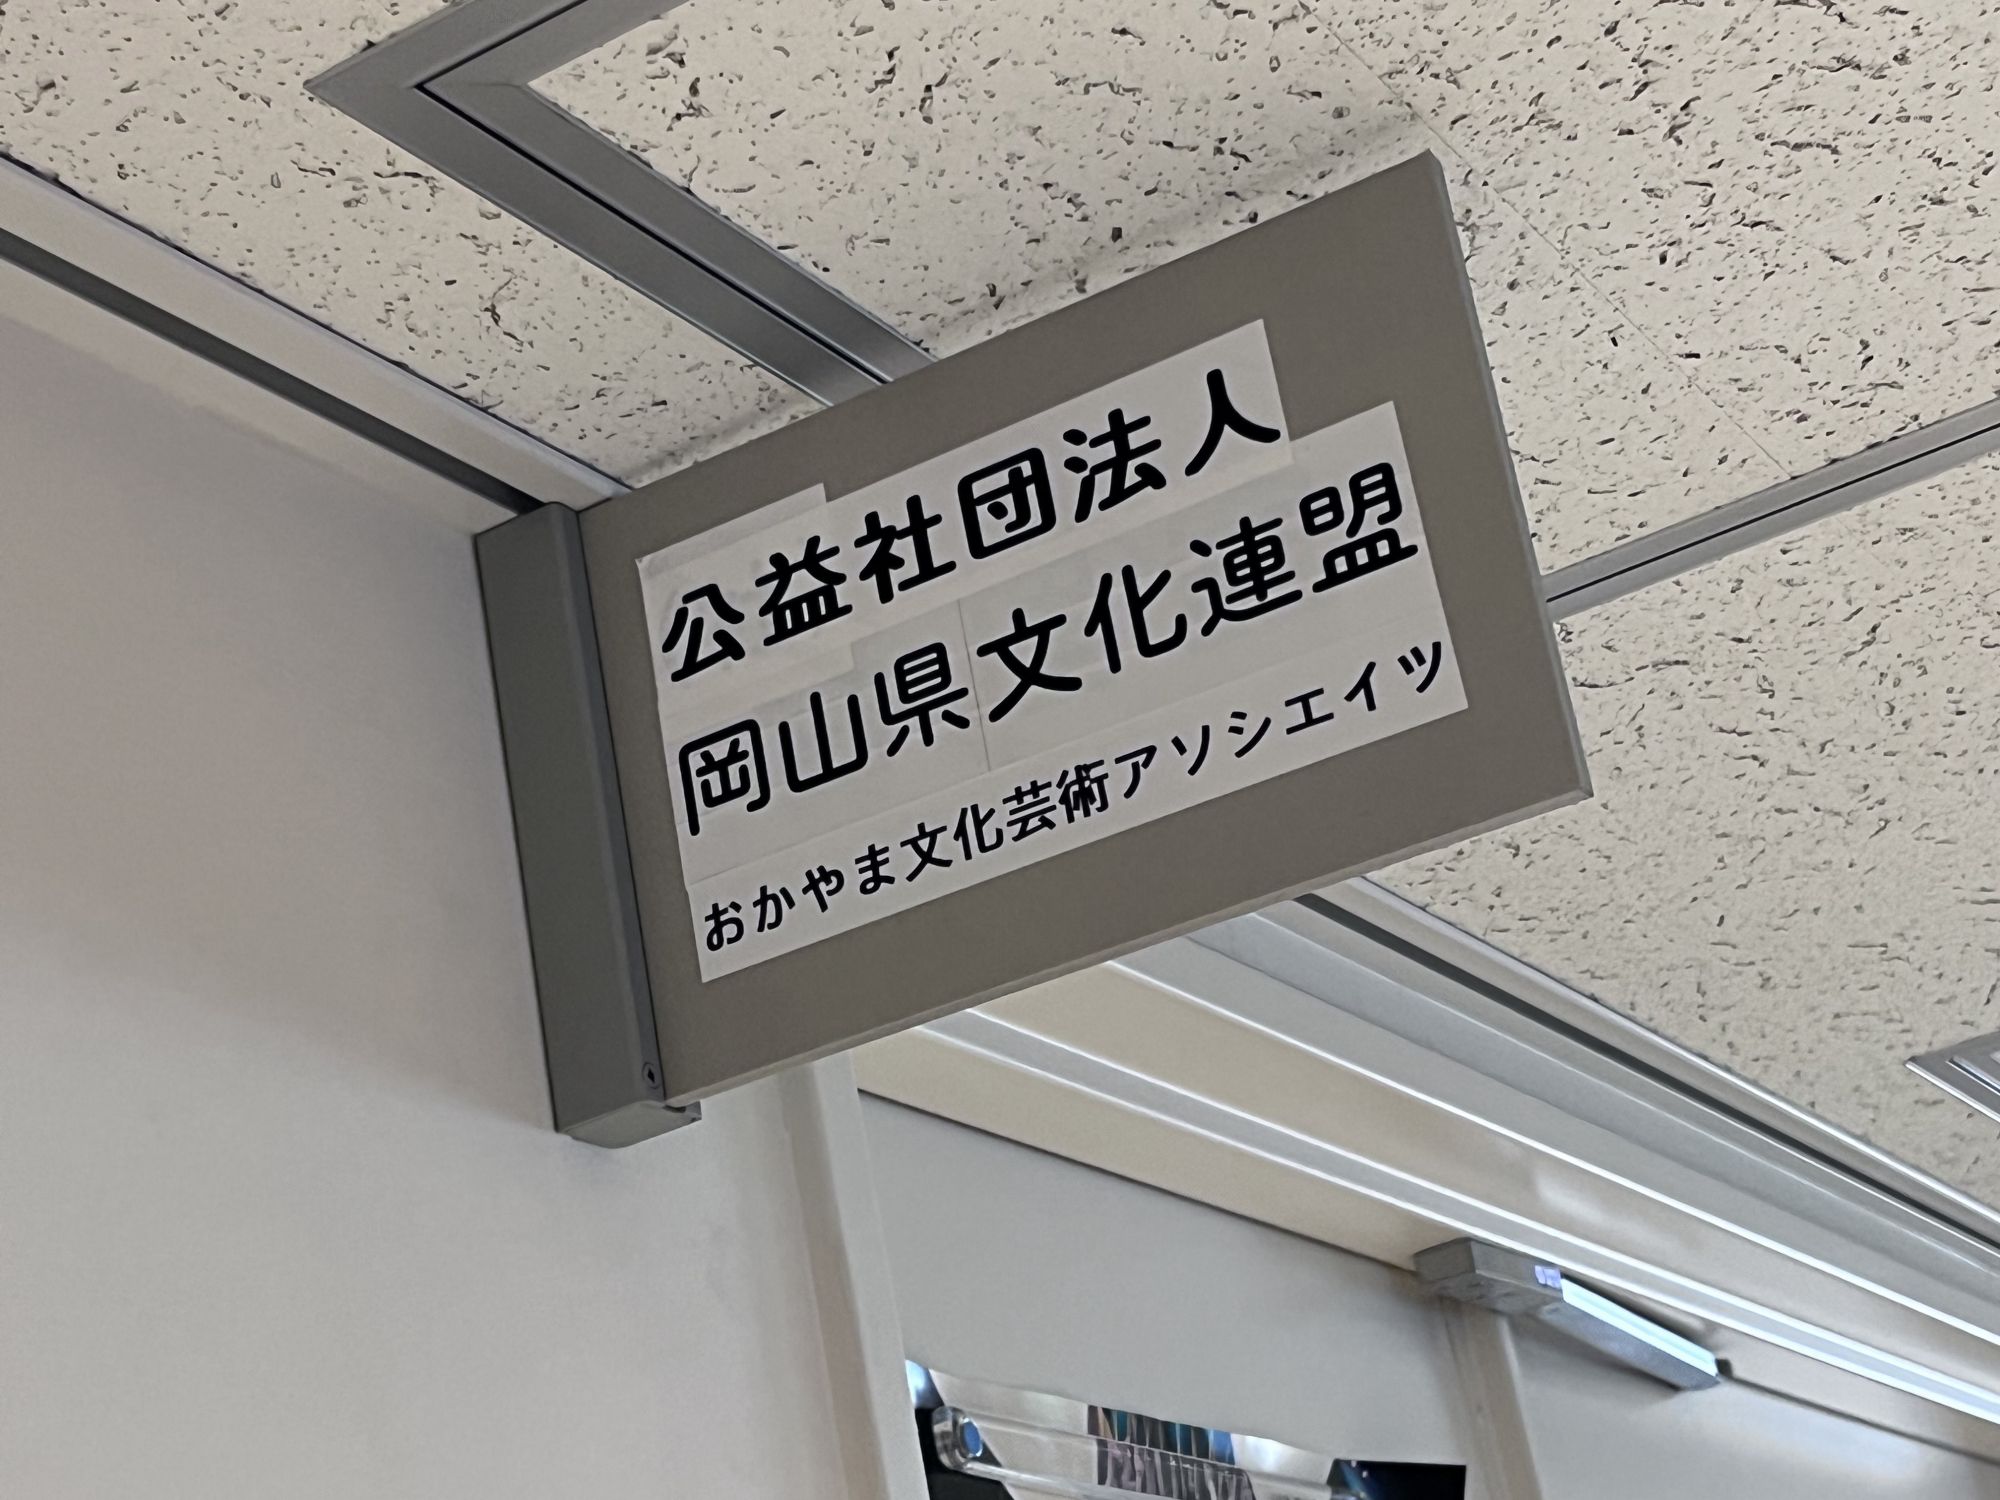 公益社団法人
岡山県文化連盟
おかやま文化芸術アソシエイツ